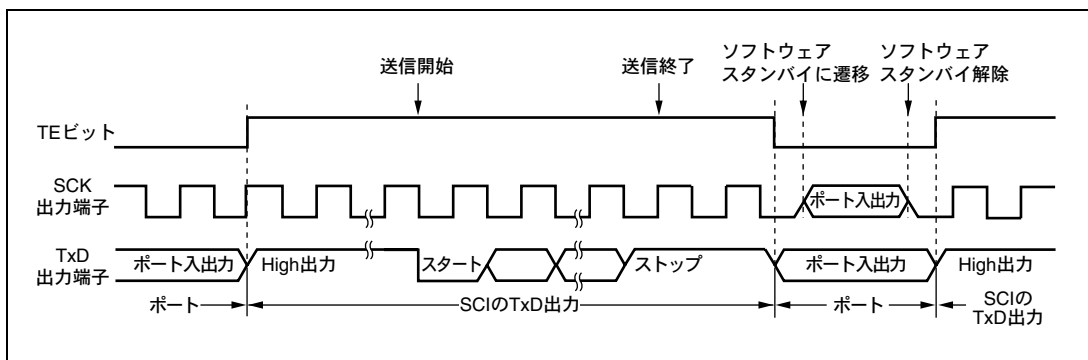 送信開始
送信終了
ソフトウェア
スタンバイに遷移
ソフトウェア
スタンバイ解除
TEビット
SCK
出力端子
ポート入出力
TxD
出力端子
ポート入出力
High出力
スタート
ストップ
ポート入出力
High出力
ポート
SCIのTxD出力
ポート
SCIの
TxD出力